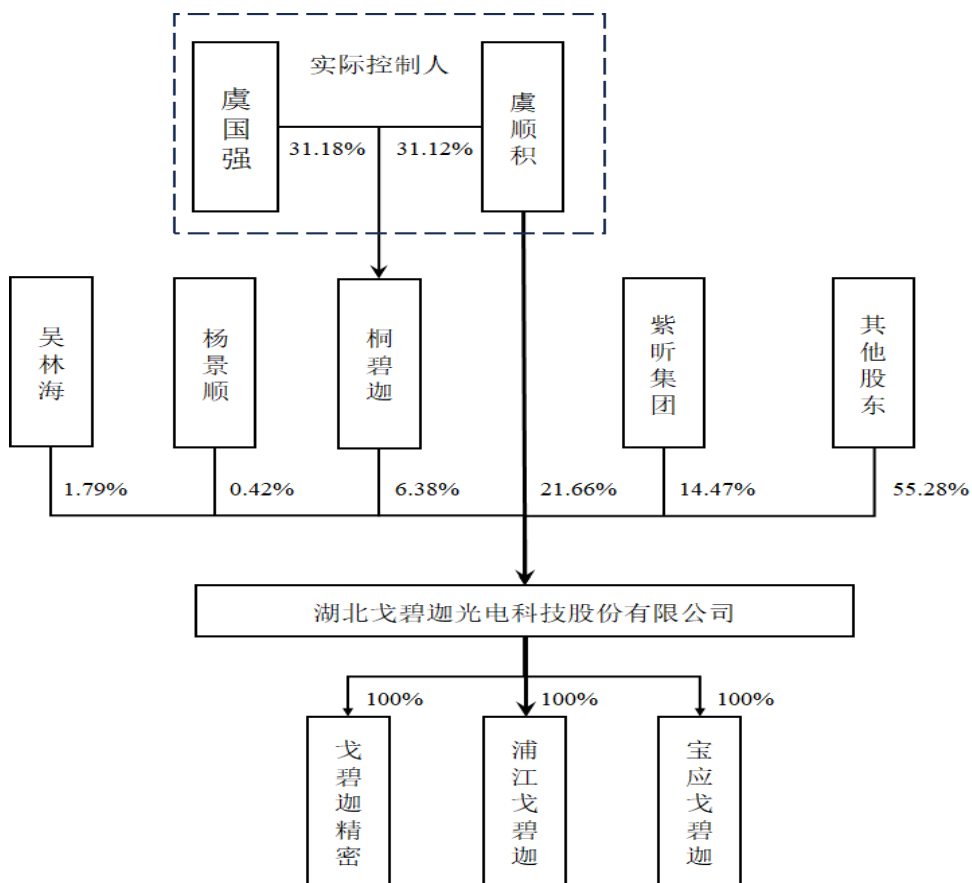 实际控制人
虞国强
虞顺积
31.18%
31.12%
吴林海
杨景顺
桐碧迦
紫昕集团
其他股东
1.79%
0.42%
6.38%
21.66%
14.47%
55.28%
湖北戈碧迦光电科技股份有限公司
100%
100%
100%
戈碧迦精密
浦江戈碧迦
宝应戈碧迦